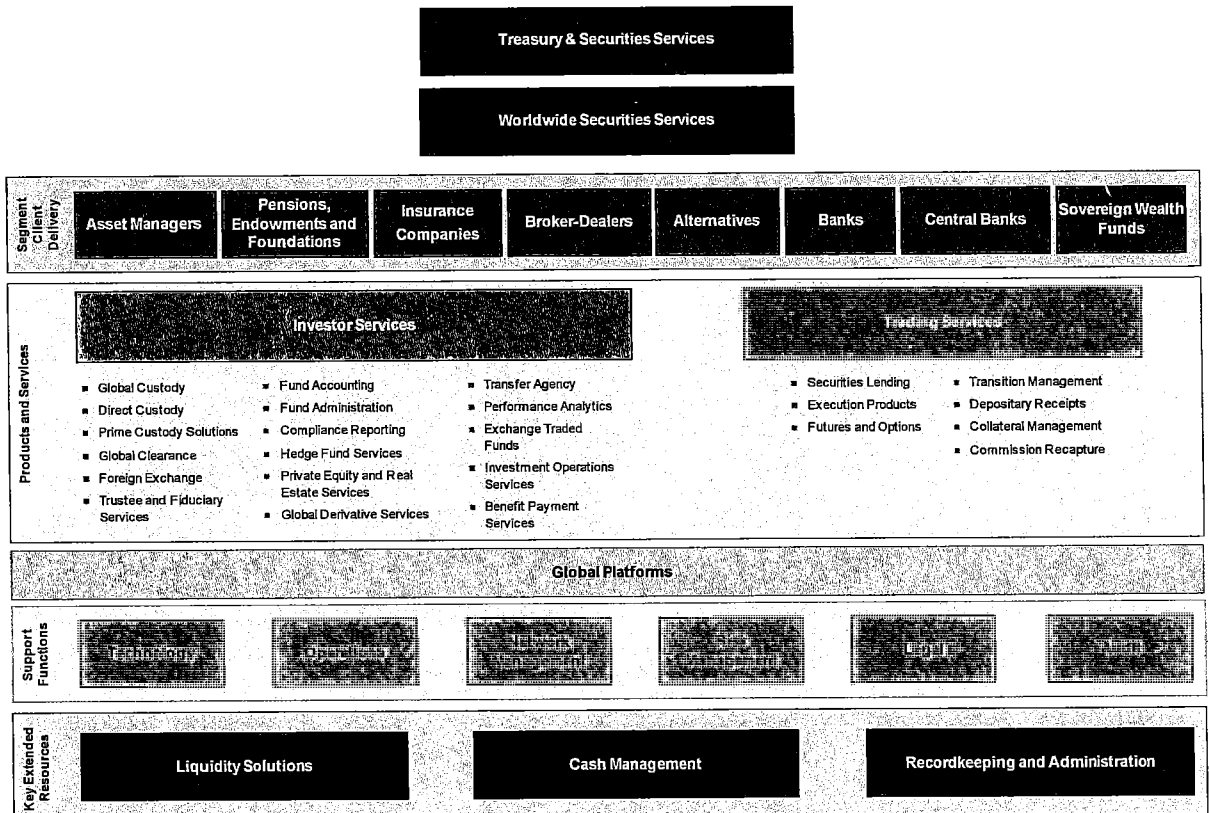 Treasury & Securities Services
Worldwide Securities Services
Segment
Client
Delivery
Asset Managers
Pensions,
Endowments and
Foundations
Insurance
Companies
Broker-Dealers
Alternatives
Banks
Central Banks
Sovereign Wealth
Funds
Products and Services
Investor Services
■ Global Custody
■ Direct Custody
■ Prime Custody Solutions
■ Global Clearance
■ Foreign Exchange
■ Trustee and Fiduciary
Services
■ Fund Accounting
■ Fund Administration
■ Compliance Reporting
■ Hedge Fund Services
■ Private Equity and Real
Estate Services
■ Global Derivative Services
■ Transfer Agency
■ Performance Analytics
■ Exchange Traded
Funds
■ Investment Operations
Services
■ Benefit Payment
Services
Trading Services
■ Securities Lending
■ Execution Products
■ Futures and Options
■ Transition Management
■ Depositary Receipts
■ Collateral Management
■ Commission Recapture
Global Platforms
Support
Functions
Technology
Operations
Legal
Key Extended
Resources
Liquidity Solutions
Cash Management
Recordkeeping and Administration